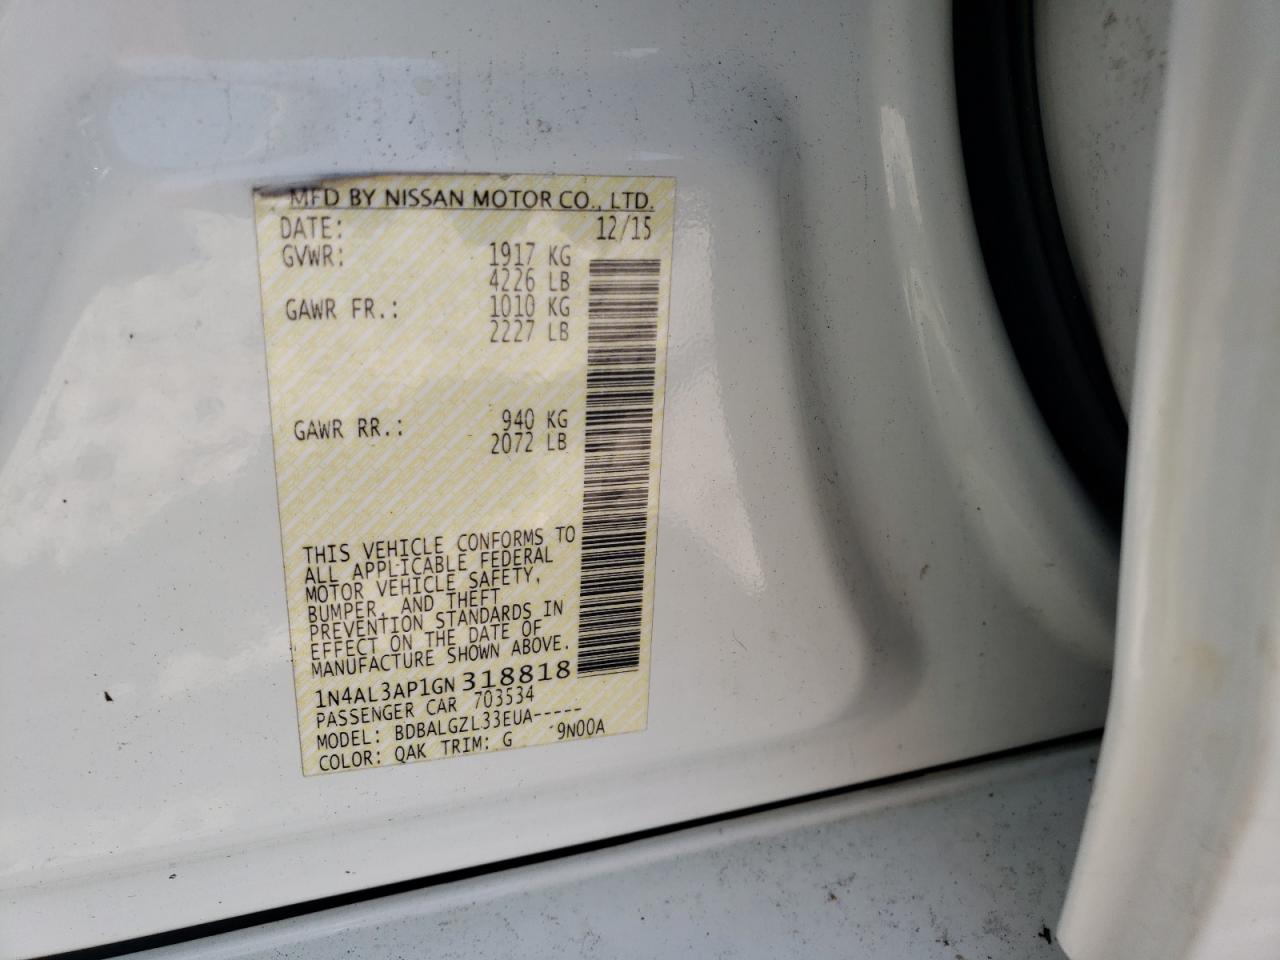 MFD BY NISSAN MOTOR CO., LTD.
DATE: 12/15
GVWR: 1917 KG
4226 LB
GAWR FR.: 1010 KG
2227 LB
GAWR RR.: 940 KG
2072 LB
THIS VEHICLE CONFORMS TO
ALL APPLICABLE FEDERAL
MOTOR VEHICLE SAFETY,
BUMPER, AND THEFT
PREVENTION STANDARDS IN
EFFECT ON THE DATE OF
MANUFACTURE SHOWN ABOVE.
1N4AL3AP1GN318818
PASSENGER CAR 703534
MODEL: BDBALGZL33EUA-----
COLOR: QAK TRIM: G 9N00A